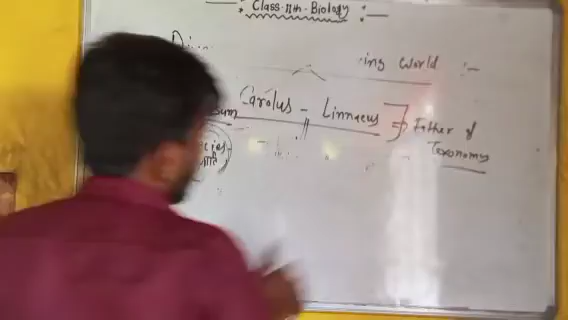 Class-11th-Biology
ing World :-
Carolus - Linnaeus
Father of
Taxonomy